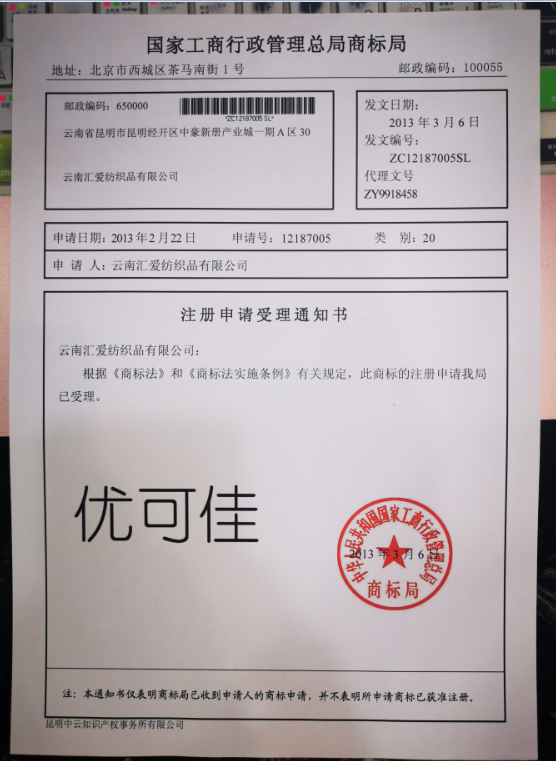 国家工商行政管理总局商标局
地址：北京市西城区茶马南街1号
邮政编码：100055
邮政编码：650000
*ZC12187005SL*
云南省昆明市昆明经开区中豪新册产业城一期A区30
云南汇爱纺织品有限公司
发文日期：
2013年3月6日
发文编号：
ZC12187005SL
代理文号
ZY9918458
申请日期：2013年2月22日 申请号：12187005 类 别：20
申 请 人：云南汇爱纺织品有限公司
注册申请受理通知书
云南汇爱纺织品有限公司：
根据《商标法》和《商标法实施条例》有关规定，此商标的注册申请我局
已受理。
优可佳
中华人民共和国国家工商行政管理总局
2013年3月6日
商标局
注：本通知书仅表明商标局已收到申请人的商标申请，并不表明所申请商标已获准注册。
昆明中云知识产权事务所有限公司